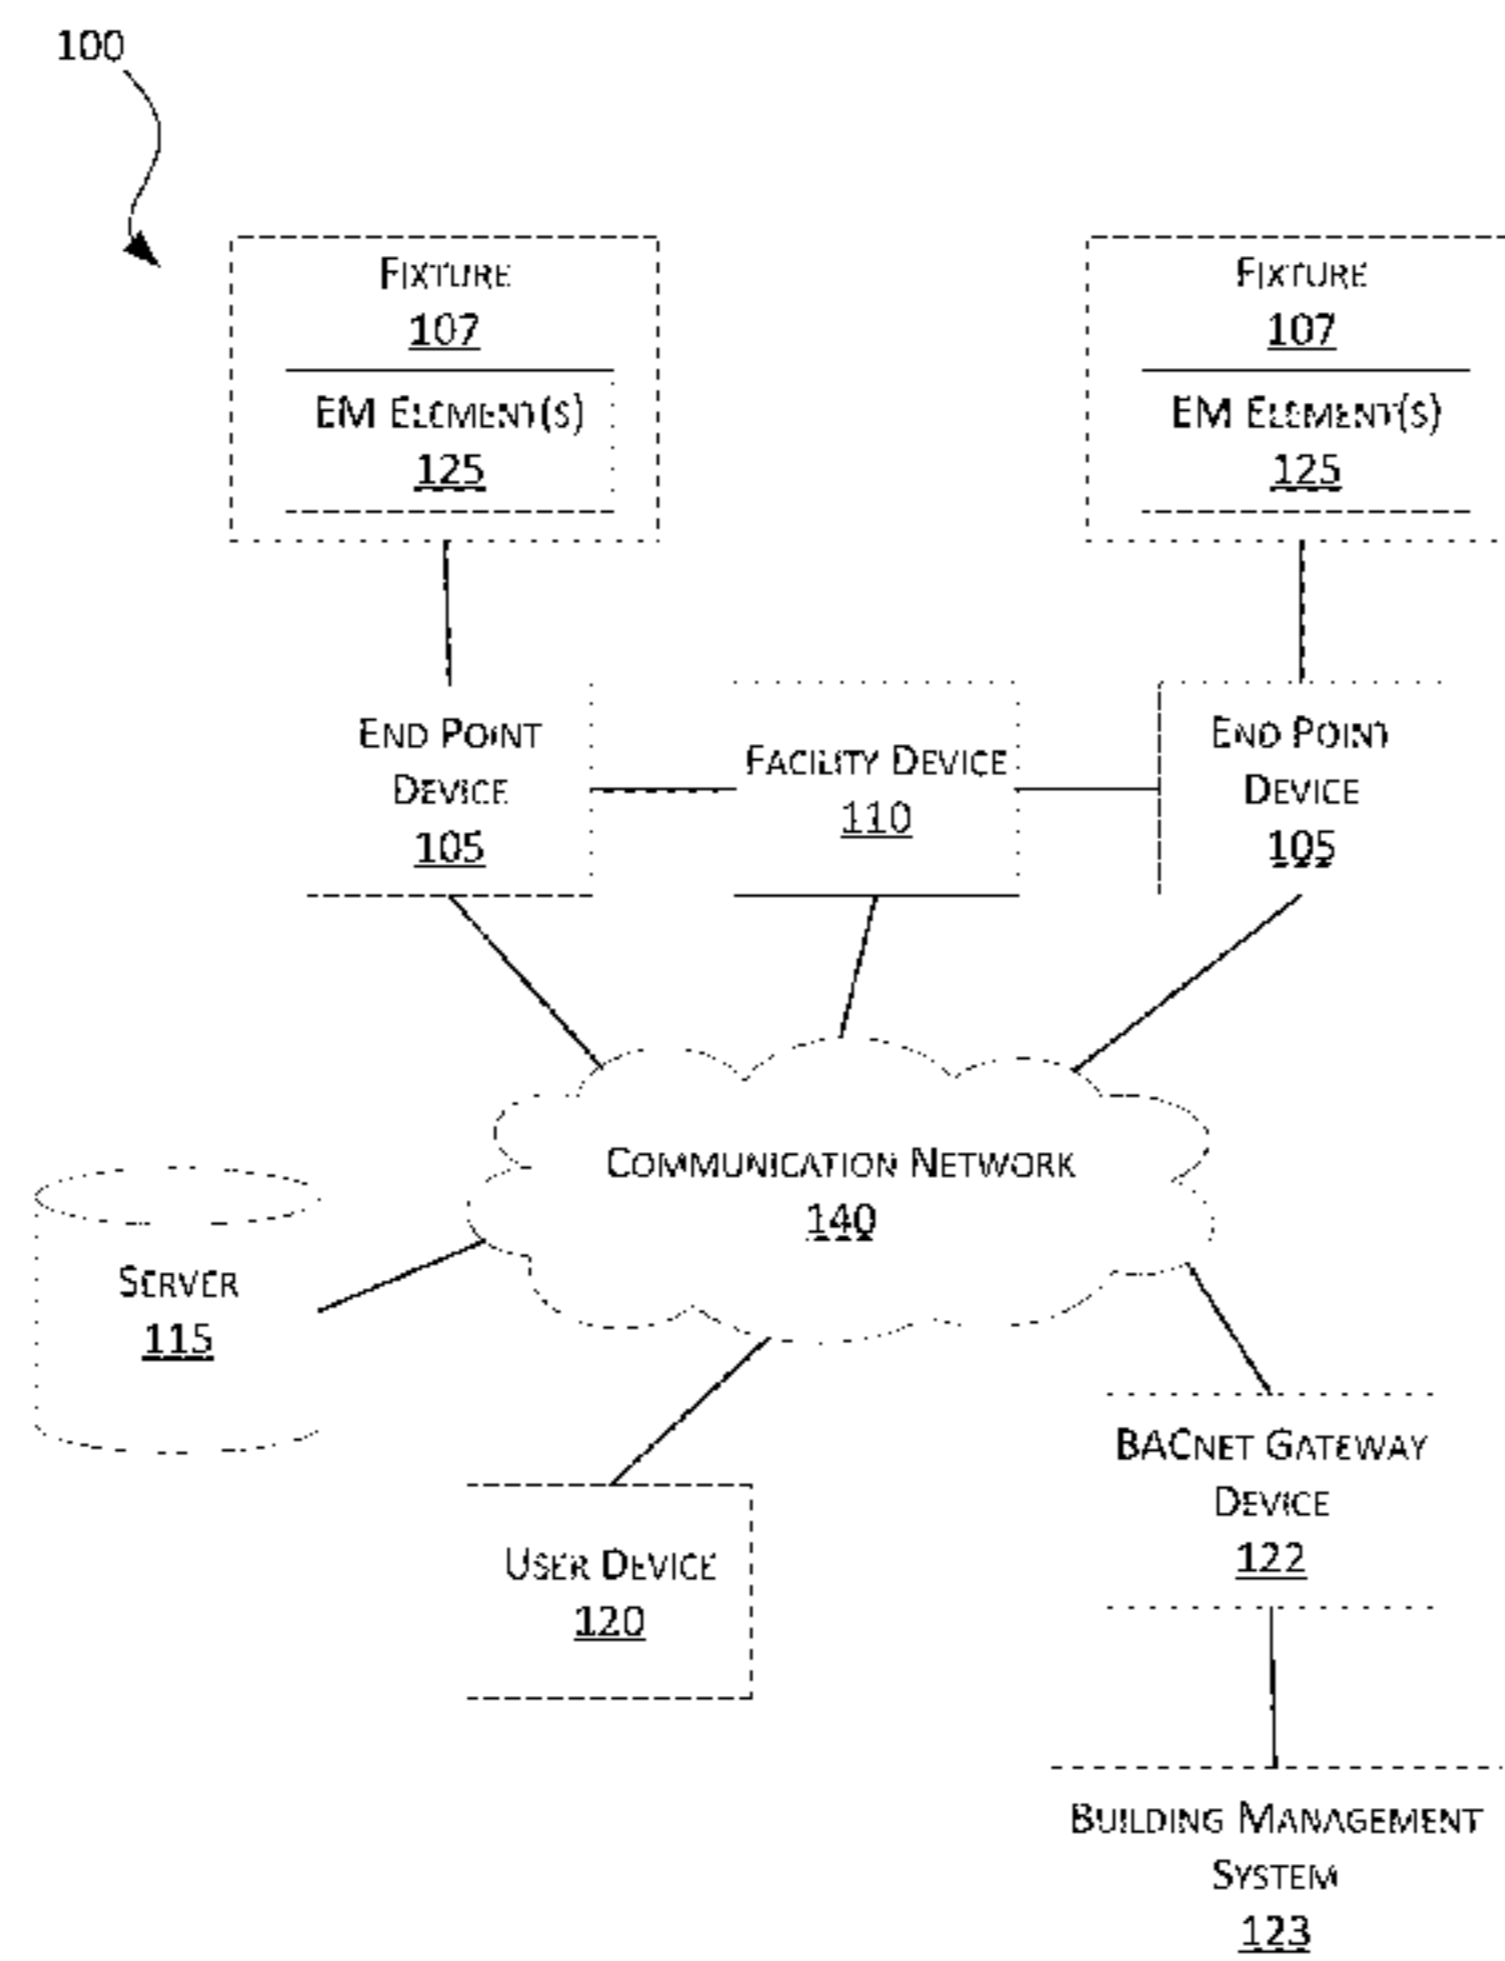 100
FIXTURE
107
EM ELEMENT(S)
125
FIXTURE
107
EM ELEMENT(S)
125
END POINT
DEVICE
105
FACILITY DEVICE
110
END POINT
DEVICE
105
COMMUNICATION NETWORK
140
SERVER
115
USER DEVICE
120
BACNET GATEWAY
DEVICE
122
BUILDING MANAGEMENT
SYSTEM
123